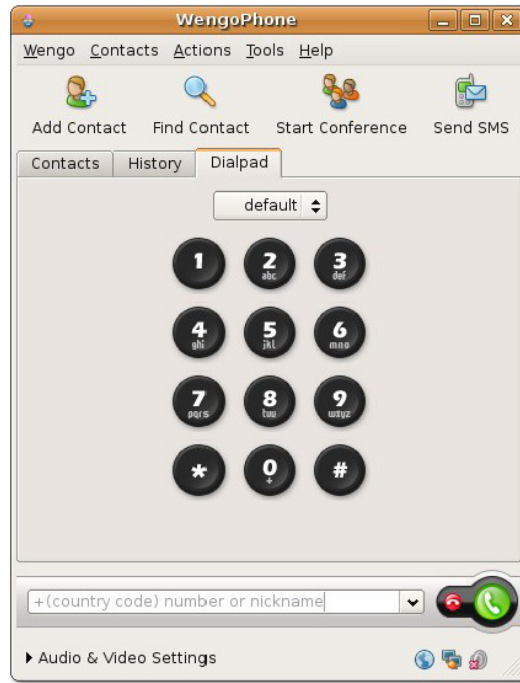 WengoPhone
Wengo Contacts Actions Tools Help
Add Contact Find Contact Start Conference Send SMS
Contacts History Dialpad
default
1 2 3
abc def
4 5 6
ghi jkl mno
7 8 9
pqrs tuv wxyz
* 0 #
+
+(country code) number or nickname
Audio & Video Settings